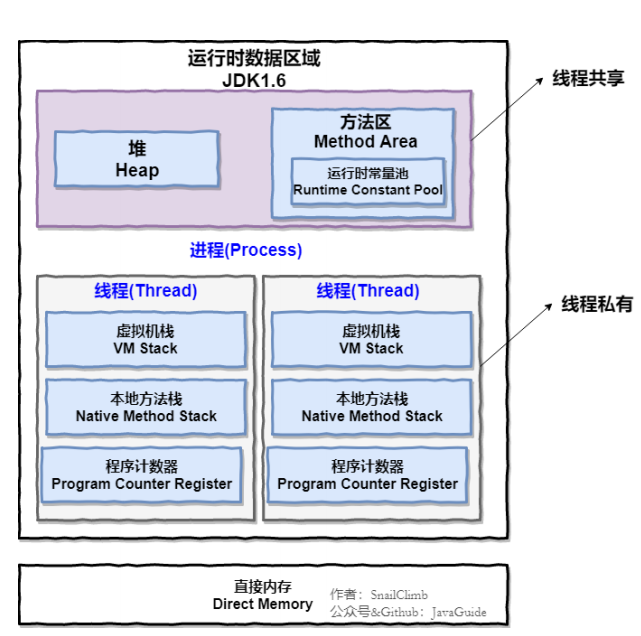 运行时数据区域
JDK1.6
线程共享
堆
Heap
方法区
Method Area
运行时常量池
Runtime Constant Pool
进程(Process)
线程(Thread)
虚拟机栈
VM Stack
本地方法栈
Native Method Stack
程序计数器
Program Counter Register
线程(Thread)
虚拟机栈
VM Stack
本地方法栈
Native Method Stack
程序计数器
Program Counter Register
线程私有
直接内存
Direct Memory
作者：SnailClimb
公众号&Github：JavaGuide